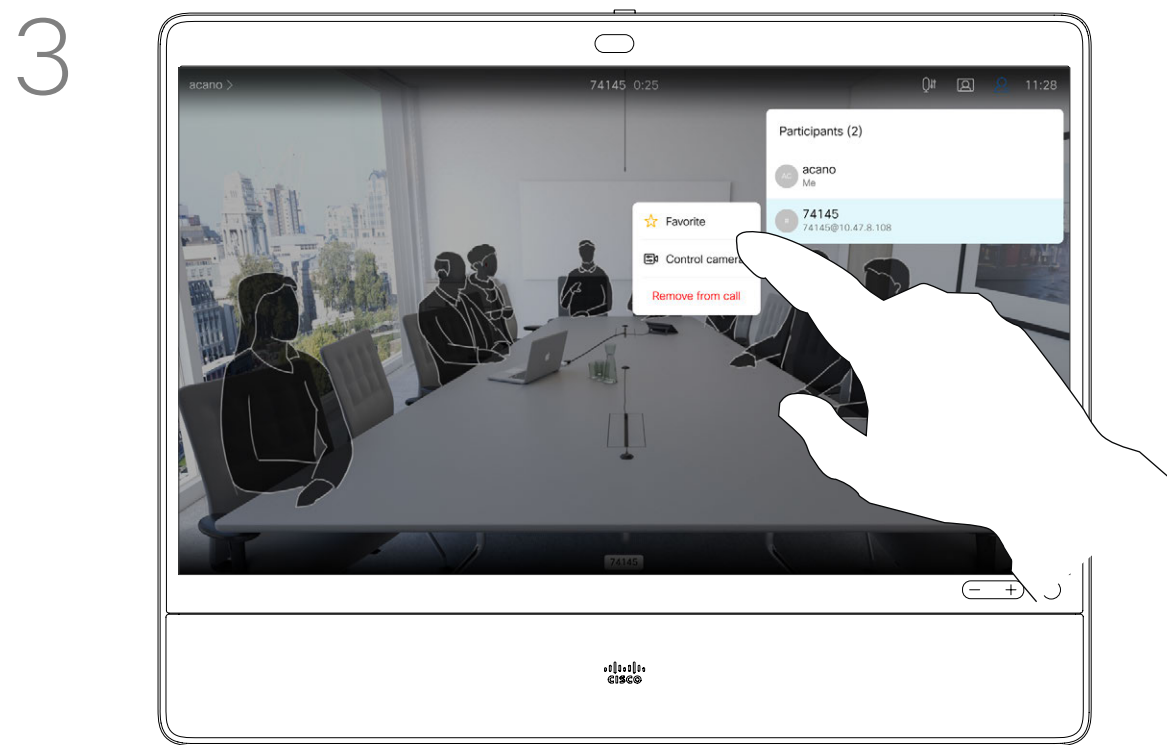 3
acano >
74145 0:25
11:28
Participants (2)
AC
acano
Me
74145
74145@10.47.8.108
Favorite
Control camera
Remove from call
74145
− +
CISCO